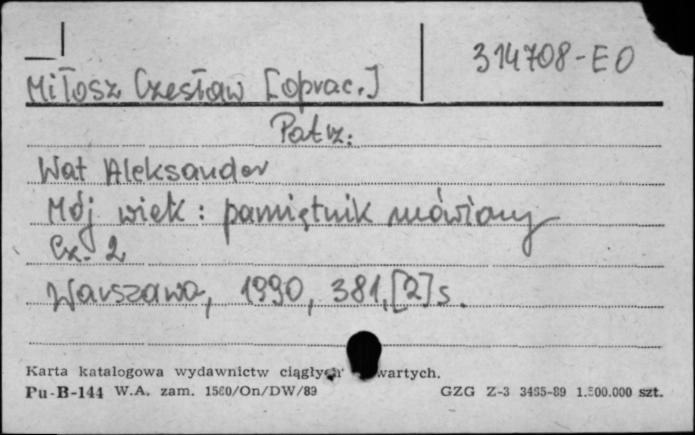 314708-EO
Miłosz Czesław [oprac.]
Patrz:
Wat Aleksander
Mój wiek : pamiętnik mówiony
Cz. 2
Warszawa, 1990, 381,[2]s.
Karta katalogowa wydawnictw ciągłych
Pu-B-144 W.A. zam. 1560/On/DW/89 GZG Z-3 3465-89 1.500.000 szt.